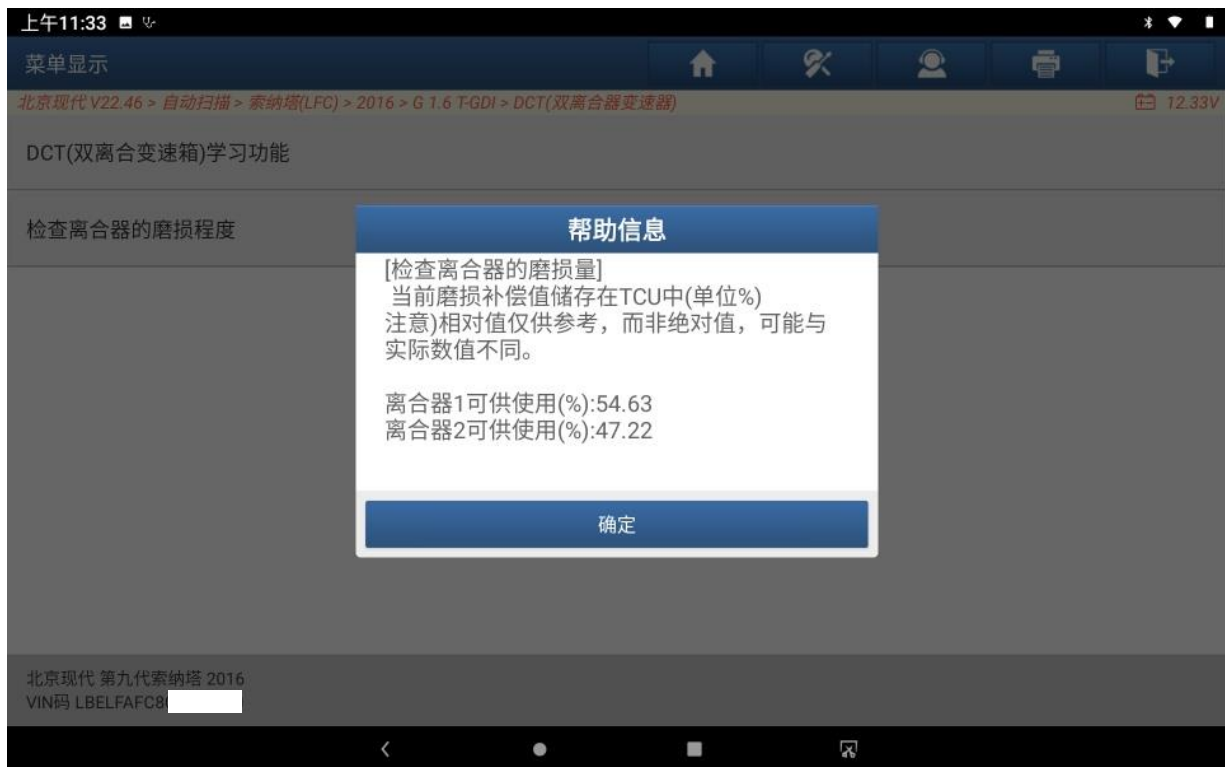 上午11:33
菜单显示
北京现代 V22.46 > 自动扫描 > 索纳塔(LFC) > 2016 > G 1.6 T-GDI > DCT(双离合器变速器)
12.33V
DCT(双离合变速箱)学习功能
检查离合器的磨损程度
帮助信息
[检查离合器的磨损量]
当前磨损补偿值储存在TCU中(单位%)
注意)相对值仅供参考，而非绝对值，可能与
实际数值不同。
离合器1可供使用(%):54.63
离合器2可供使用(%):47.22
确定
北京现代 第九代索纳塔 2016
VIN码 LBELFAFC8